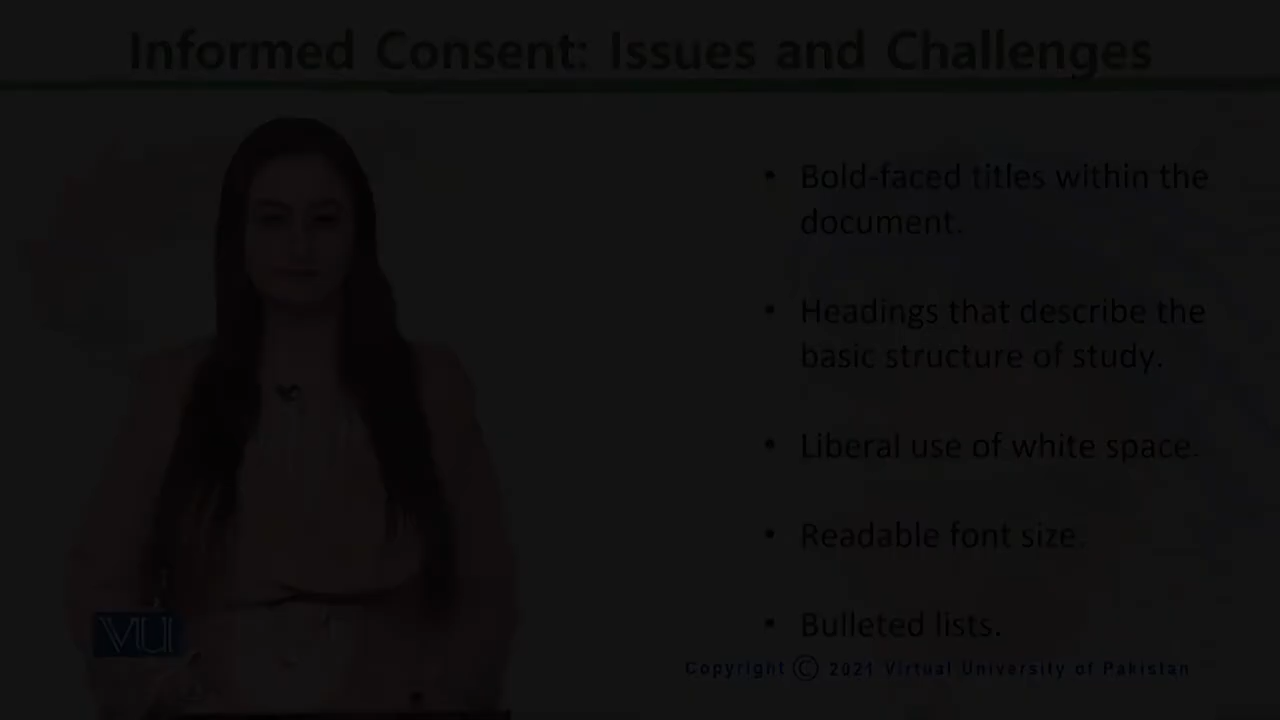 Informed Consent: Issues and Challenges
• Bold-faced titles within the
document.
• Headings that describe the
basic structure of study.
• Liberal use of white space.
• Readable font size.
• Bulleted lists.
VU
Copyright © 2021 Virtual University of Pakistan